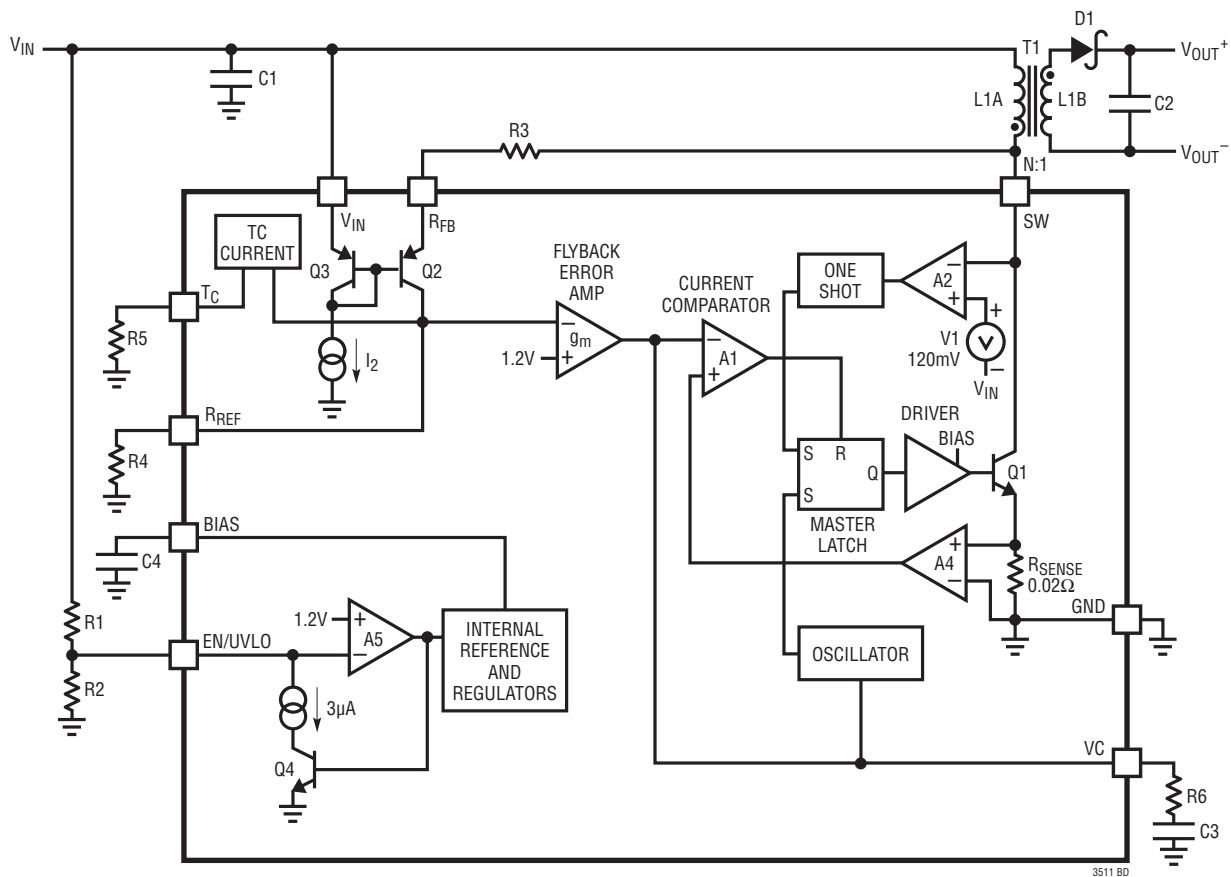 D1
VIN
T1
VOUT+
C1
L1A
L1B
C2
R3
VOUT–
N:1
VIN
RFB
SW
TC
CURRENT
Q3
Q2
FLYBACK
ERROR
AMP
ONE
SHOT
A2
–
+
TC
CURRENT
COMPARATOR
+
V1
120mV
–
VIN
R5
I2
–
gm
+
1.2V
–
A1
+
RREF
DRIVER
BIAS
R4
S
R
Q
S
Q1
MASTER
LATCH
BIAS
C4
+
A4
–
RSENSE
0.02Ω
GND
R1
1.2V
+
A5
–
EN/UVLO
INTERNAL
REFERENCE
AND
REGULATORS
OSCILLATOR
R2
3µA
Q4
VC
R6
C3
3511 BD